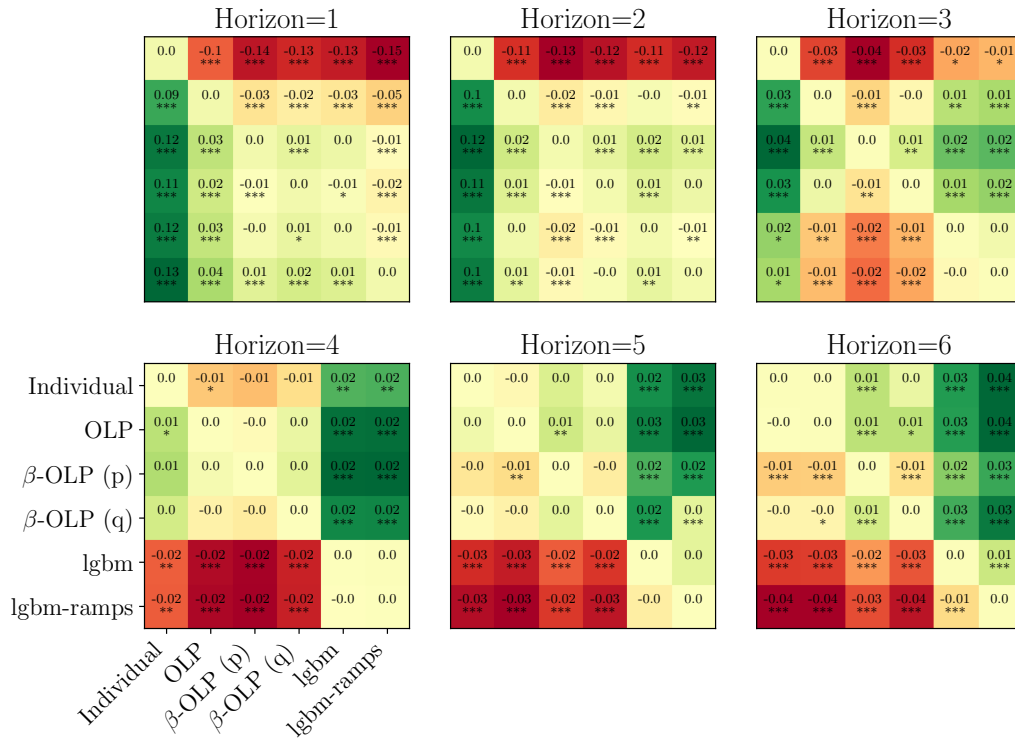 Horizon=1 Horizon=2 Horizon=3
0.0 -0.1 -0.14 -0.13 -0.13 -0.15 0.0 -0.11 -0.13 -0.12 -0.11 -0.12 0.0 -0.03 -0.04 -0.03 -0.02 -0.01
*** *** *** *** *** *** *** *** *** *** *** *** *** * *
0.09 0.0 -0.03 -0.02 -0.03 -0.05 0.1 0.0 -0.02 -0.01 -0.0 -0.01 0.03 0.0 -0.01 -0.0 0.01 0.01
*** *** *** *** *** *** *** *** ** *** *** ** ***
0.12 0.03 0.0 0.01 0.0 -0.01 0.12 0.02 0.0 0.01 0.02 0.01 0.04 0.01 0.0 0.01 0.02 0.02
*** *** *** *** *** *** *** *** *** *** *** ** *** ***
0.11 0.02 -0.01 0.0 -0.01 -0.02 0.11 0.01 -0.01 0.0 0.01 0.0 0.03 0.0 -0.01 0.0 0.01 0.02
*** *** *** * *** *** *** *** *** *** ** *** ***
0.12 0.03 -0.0 0.01 0.0 -0.01 0.1 0.0 -0.02 -0.01 0.0 -0.01 0.02 -0.01 -0.02 -0.01 0.0 0.0
*** *** * *** *** *** *** ** * ** *** ***
0.13 0.04 0.01 0.02 0.01 0.0 0.1 0.01 -0.01 -0.0 0.01 0.0 0.01 -0.01 -0.02 -0.02 -0.0 0.0
*** *** *** *** *** *** ** *** ** * *** *** ***
Horizon=4 Horizon=5 Horizon=6
Individual 0.0 -0.01 -0.01 -0.01 0.02 0.02 0.0 -0.0 0.0 0.0 0.02 0.03 0.0 0.0 0.01 0.0 0.03 0.04
* ** ** *** *** *** *** ***
OLP 0.01 0.0 -0.0 0.0 0.02 0.02 0.0 0.0 0.01 0.0 0.03 0.03 -0.0 0.0 0.01 0.01 0.03 0.04
* *** *** ** *** *** *** * *** ***
β-OLP (p) 0.01 0.0 0.0 0.0 0.02 0.02 -0.0 -0.01 0.0 -0.0 0.02 0.02 -0.01 -0.01 0.0 -0.01 0.02 0.03
*** *** ** *** *** *** *** *** *** ***
β-OLP (q) 0.0 -0.0 -0.0 0.0 0.02 0.02 -0.0 -0.0 0.0 0.0 0.02 0.0 -0.0 -0.0 0.01 0.0 0.03 0.03
*** *** *** *** * *** *** ***
lgbm -0.02 -0.02 -0.02 -0.02 0.0 0.0 -0.03 -0.03 -0.02 -0.02 0.0 0.0 -0.03 -0.03 -0.02 -0.03 0.0 0.01
** *** *** *** *** *** *** *** *** *** *** *** ***
lgbm-ramps -0.02 -0.02 -0.02 -0.02 -0.0 0.0 -0.03 -0.03 -0.02 -0.03 -0.0 0.0 -0.04 -0.04 -0.03 -0.04 -0.01 0.0
** *** *** *** *** *** *** *** *** *** *** *** ***
Individual OLP β-OLP (p) β-OLP (q) lgbm lgbm-ramps